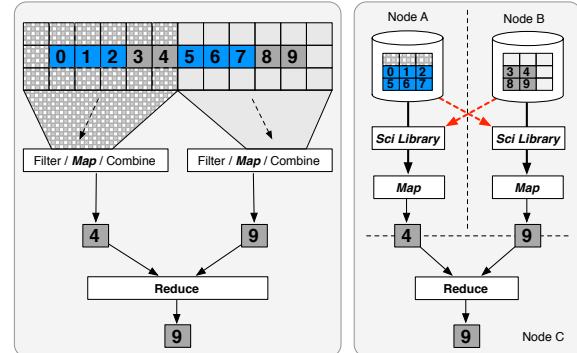 0 1 2 3 4 5 6 7 8 9
Filter / Map / Combine
Filter / Map / Combine
4
9
Reduce
9
Node A
Node B
0 1 2
5 6 7
3 4
8 9
Sci Library
Sci Library
Map
Map
4
9
Reduce
9
Node C